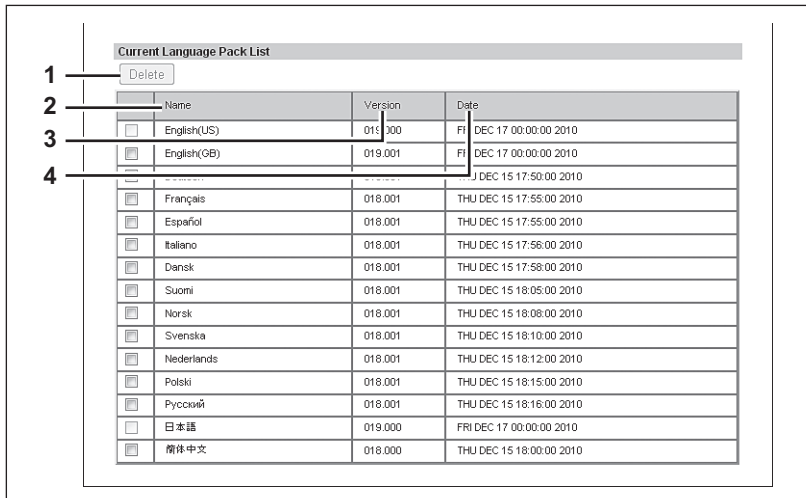 Current Language Pack List
1 Delete
2 Name Version Date
English(US) 019.000 FRI DEC 17 00:00:00 2010
3
English(GB) 019.001 FRI DEC 17 00:00:00 2010
4 17:50:00 2010
Français 018.001 THU DEC 15 17:55:00 2010
Español 018.001 THU DEC 15 17:55:00 2010
Italiano 018.001 THU DEC 15 17:56:00 2010
Dansk 018.001 THU DEC 15 17:58:00 2010
Suomi 018.001 THU DEC 15 18:05:00 2010
Norsk 018.001 THU DEC 15 18:08:00 2010
Svenska 018.001 THU DEC 15 18:10:00 2010
Nederlands 018.001 THU DEC 15 18:12:00 2010
Polski 018.001 THU DEC 15 18:15:00 2010
Русский 018.001 THU DEC 15 18:16:00 2010
日本語 019.000 FRI DEC 17 00:00:00 2010
簡体中文 018.000 THU DEC 15 18:00:00 2010